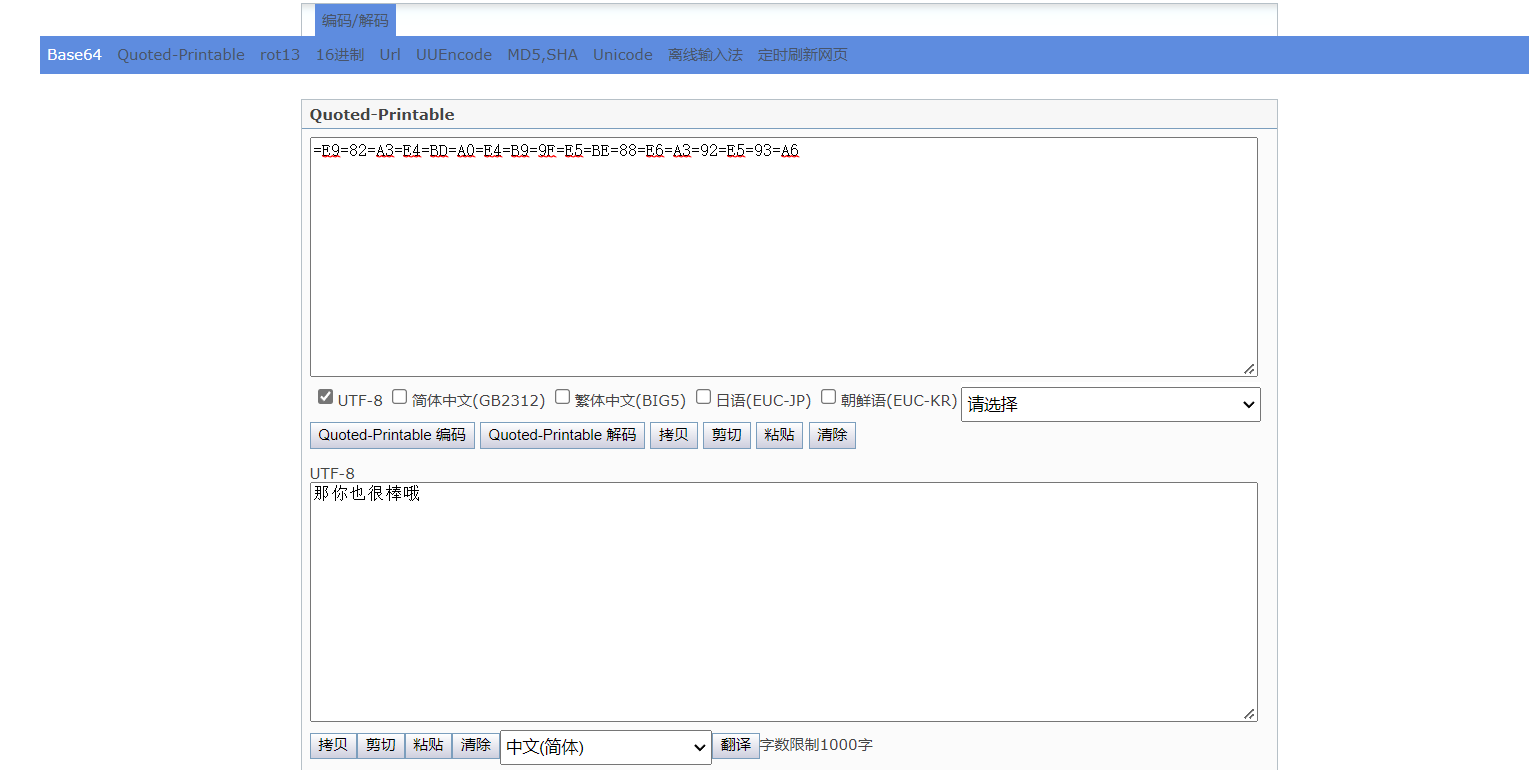 编码/解码
Base64 Quoted-Printable rot13 16进制 Url UUEncode MD5,SHA Unicode 离线输入法 定时刷新网页
Quoted-Printable
=E9=82=A3=E4=BD=A0=E4=B9=9F=E5=BE=88=E6=A3=92=E5=93=A6
UTF-8 简体中文(GB2312) 繁体中文(BIG5) 日语(EUC-JP) 朝鲜语(EUC-KR) 请选择
Quoted-Printable 编码 Quoted-Printable 解码 拷贝 剪切 粘贴 清除
UTF-8
那你也很棒哦
拷贝 剪切 粘贴 清除 中文(简体) 翻译 字数限制1000字